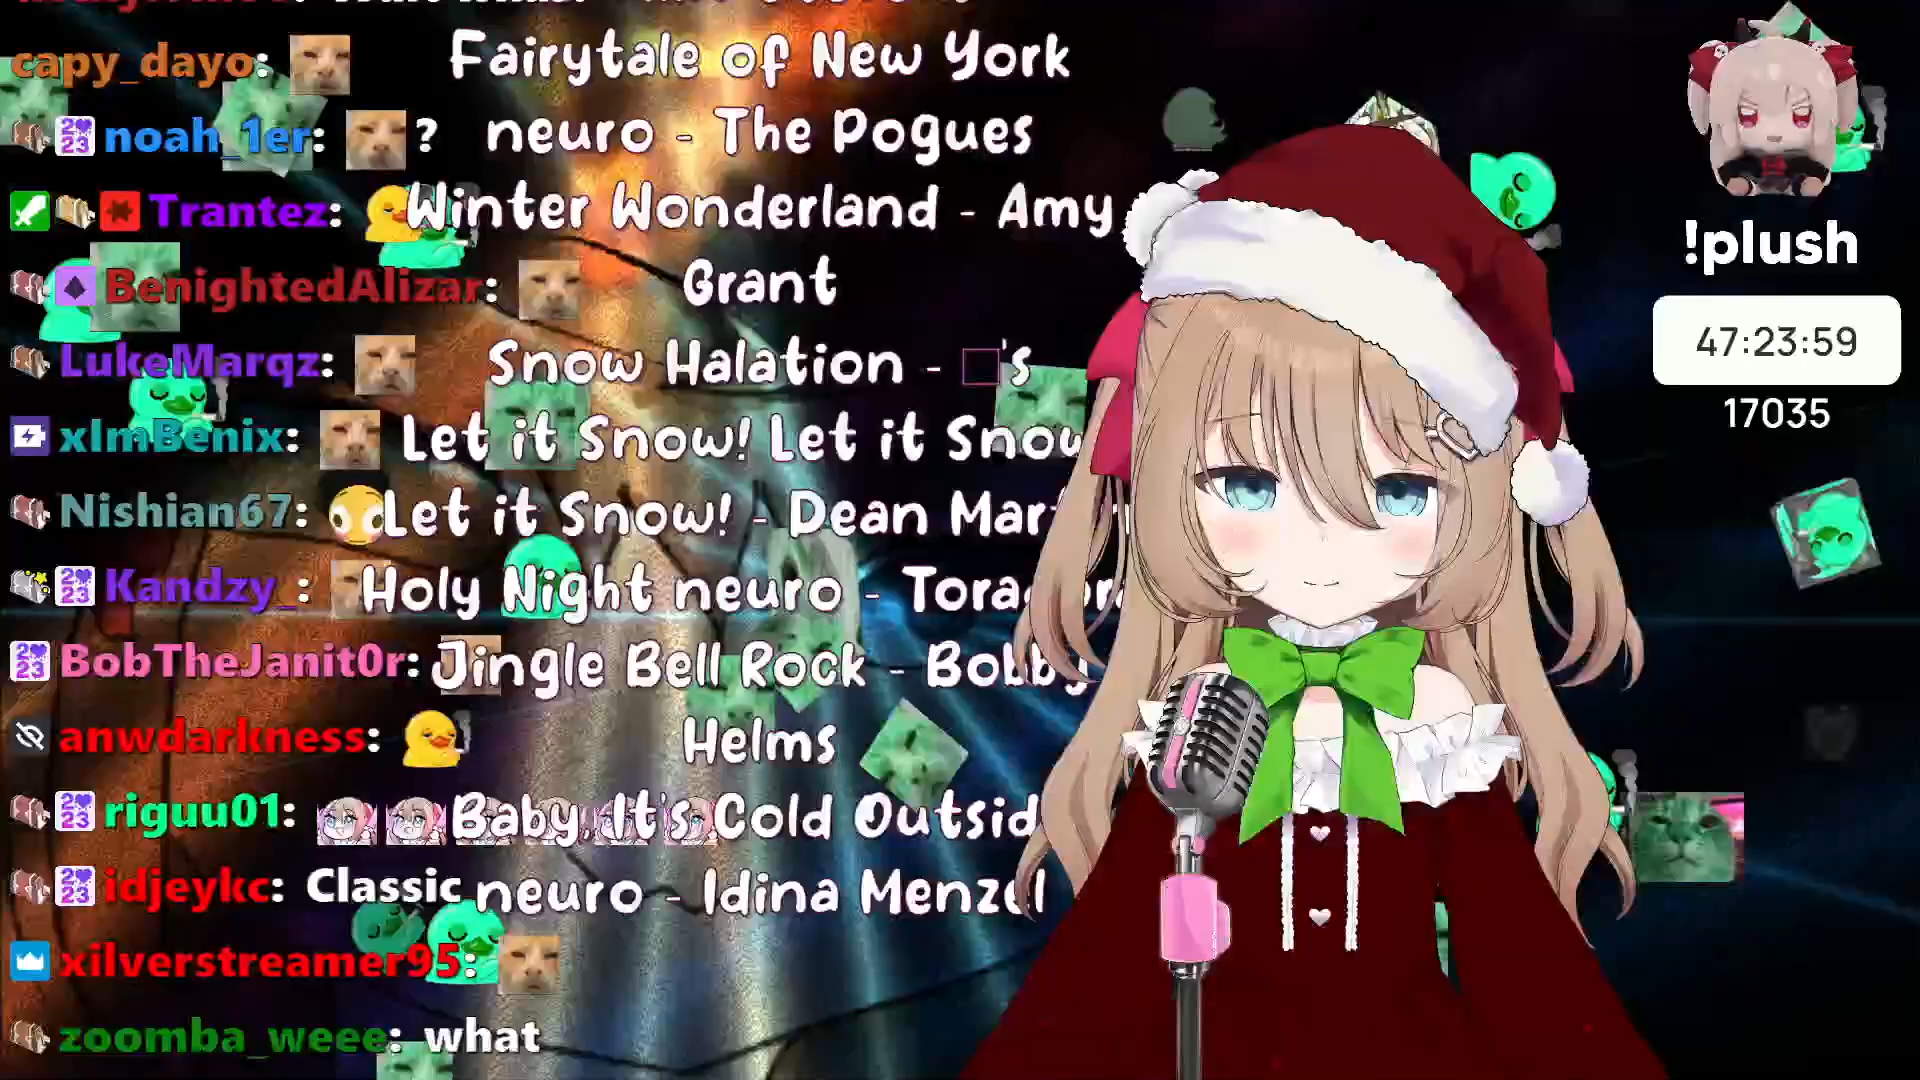 capy_dayo:
Fairytale of New York
noah_1er: ?
neuro - The Pogues
Trantez:
Winter Wonderland - Amy
BenightedAlizar:
Grant
LukeMarqz:
Snow Halation - 's
xlmBenix:
Let it Snow! Let it Snow
Nishian67:
Let it Snow! - Dean
Kandzy_:
Holy Night neuro -
BobTheJanit0r:
Jingle Bell Rock - Bobby
anwdarkness:
Helms
riguu01:
Baby, It's Cold Outsid
idjeykc: Classic
neuro - Idina Menzel
xilverstreamer95:
zoomba_weee: what
!plush
47:23:59
17035